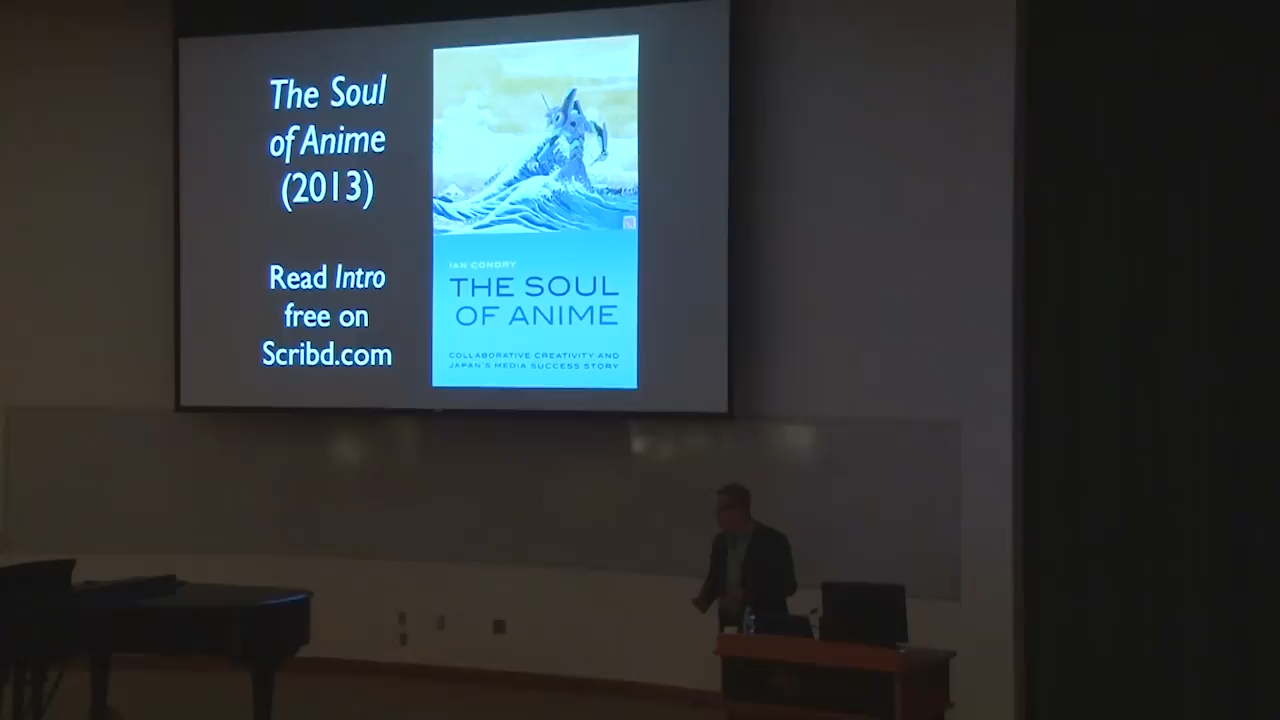 The Soul
of Anime
(2013)
Read Intro
free on
Scribd.com
IAN CONDRY
THE SOUL
OF ANIME
COLLABORATIVE CREATIVITY AND
JAPAN'S MEDIA SUCCESS STORY